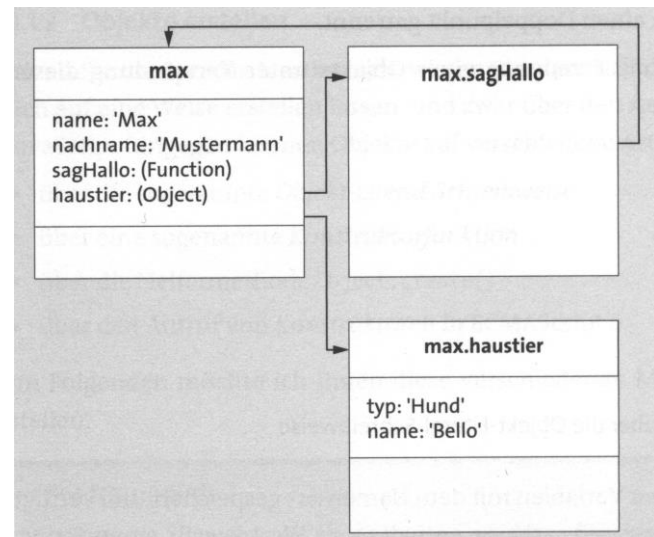 max
name: 'Max'
nachname: 'Mustermann'
sagHallo: (Function)
haustier: (Object)
max.sagHallo
max.haustier
typ: 'Hund'
name: 'Bello'